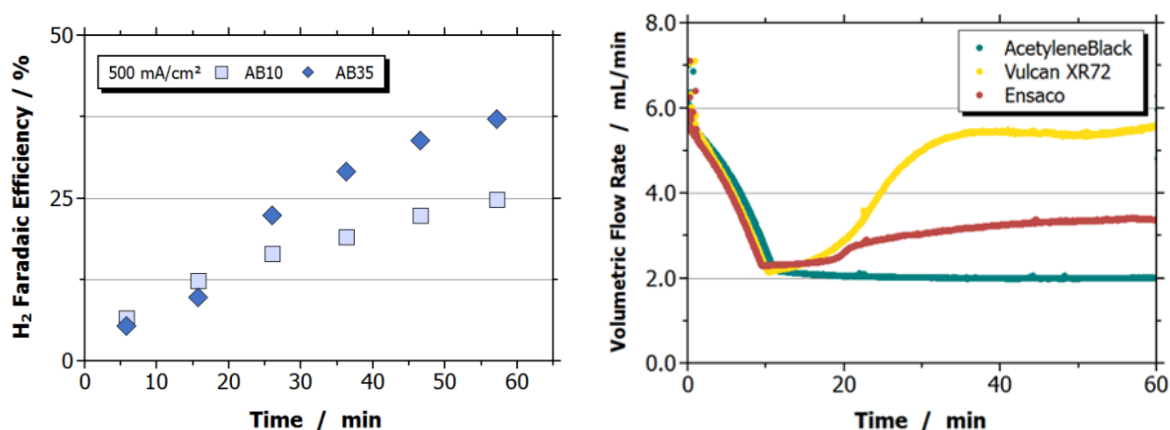 50
25
0
H₂ Faradaic Efficiency / %
500 mA/cm² AB10 AB35
0 10 20 30 40 50 60
Time / min
8.0
6.0
4.0
2.0
0.0
Volumetric Flow Rate / mL/min
AcetyleneBlack
Vulcan XR72
Ensaco
0 20 40 60
Time / min